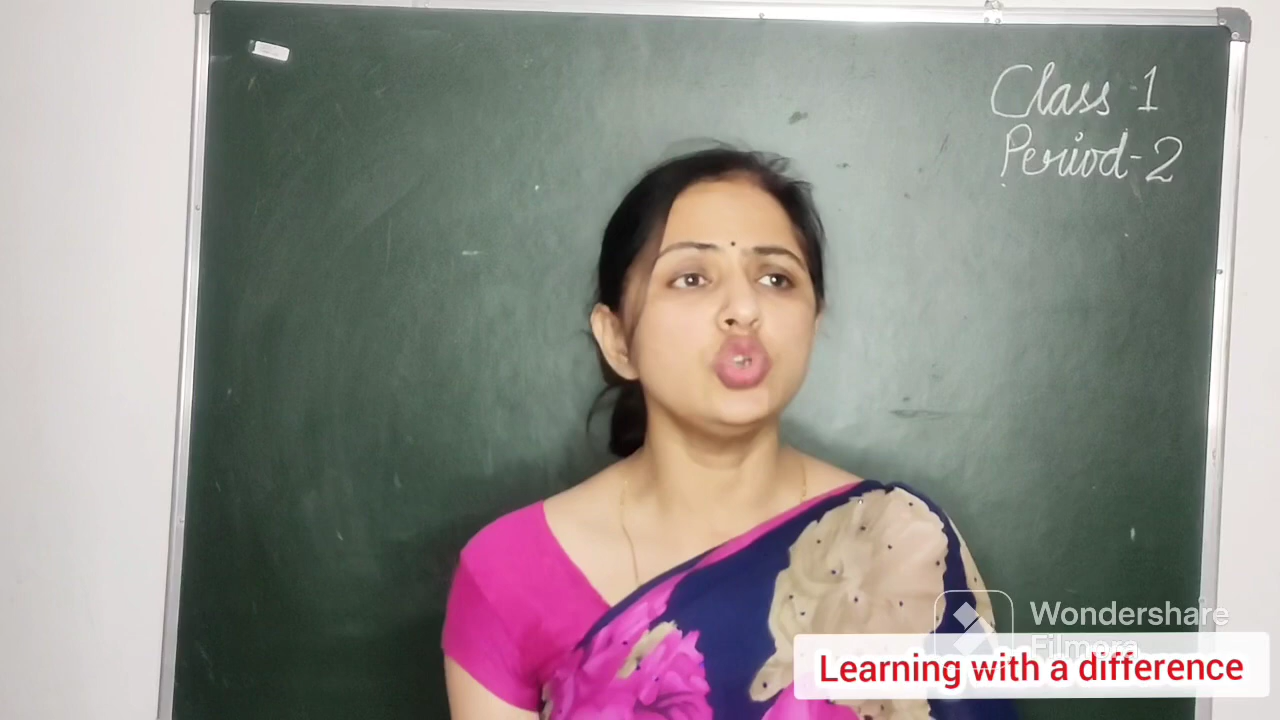 Class 1
Period-2
Wondershare
Filmora
Learning with a difference